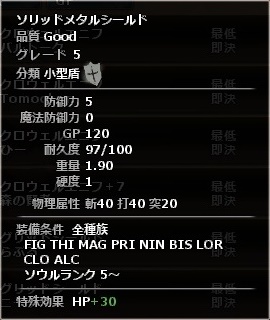 ソリッドメタルシールド
品質 Good
グレード 5
分類 小型盾
防御力 5
魔法防御力 0
GP 120
耐久度 97/100
重量 1.90
硬度 1
物理属性 斬40 打40 突20
装備条件 全種族
FIG THI MAG PRI NIN BIS LOR
CLO ALC
ソウルランク 5～
特殊効果 HP+30